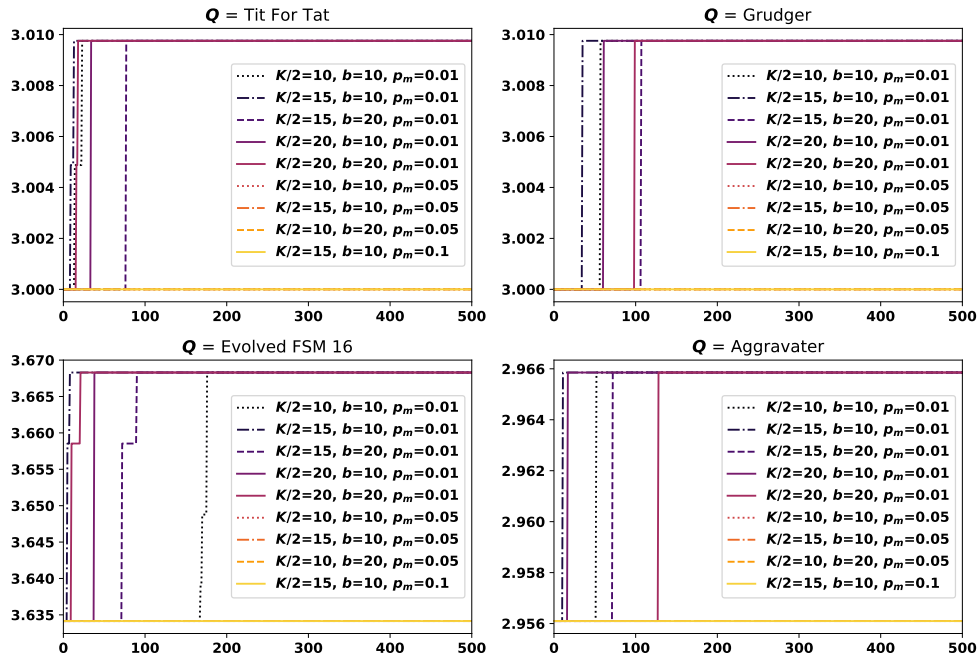 Q = Tit For Tat
3.010
3.008
3.006
3.004
3.002
3.000
K/2=10, b=10, pm=0.01
K/2=15, b=10, pm=0.01
K/2=15, b=20, pm=0.01
K/2=20, b=10, pm=0.01
K/2=20, b=20, pm=0.01
K/2=10, b=10, pm=0.05
K/2=15, b=10, pm=0.05
K/2=10, b=20, pm=0.05
K/2=15, b=10, pm=0.1
0 100 200 300 400 500
Q = Grudger
3.010
3.008
3.006
3.004
3.002
3.000
K/2=10, b=10, pm=0.01
K/2=15, b=10, pm=0.01
K/2=15, b=20, pm=0.01
K/2=20, b=10, pm=0.01
K/2=20, b=20, pm=0.01
K/2=10, b=10, pm=0.05
K/2=15, b=10, pm=0.05
K/2=10, b=20, pm=0.05
K/2=15, b=10, pm=0.1
0 100 200 300 400 500
Q = Evolved FSM 16
3.670
3.665
3.660
3.655
3.650
3.645
3.640
3.635
K/2=10, b=10, pm=0.01
K/2=15, b=10, pm=0.01
K/2=15, b=20, pm=0.01
K/2=20, b=10, pm=0.01
K/2=20, b=20, pm=0.01
K/2=10, b=10, pm=0.05
K/2=15, b=10, pm=0.05
K/2=10, b=20, pm=0.05
K/2=15, b=10, pm=0.1
0 100 200 300 400 500
Q = Aggravater
2.966
2.964
2.962
2.960
2.958
2.956
K/2=10, b=10, pm=0.01
K/2=15, b=10, pm=0.01
K/2=15, b=20, pm=0.01
K/2=20, b=10, pm=0.01
K/2=20, b=20, pm=0.01
K/2=10, b=10, pm=0.05
K/2=15, b=10, pm=0.05
K/2=10, b=20, pm=0.05
K/2=15, b=10, pm=0.1
0 100 200 300 400 500